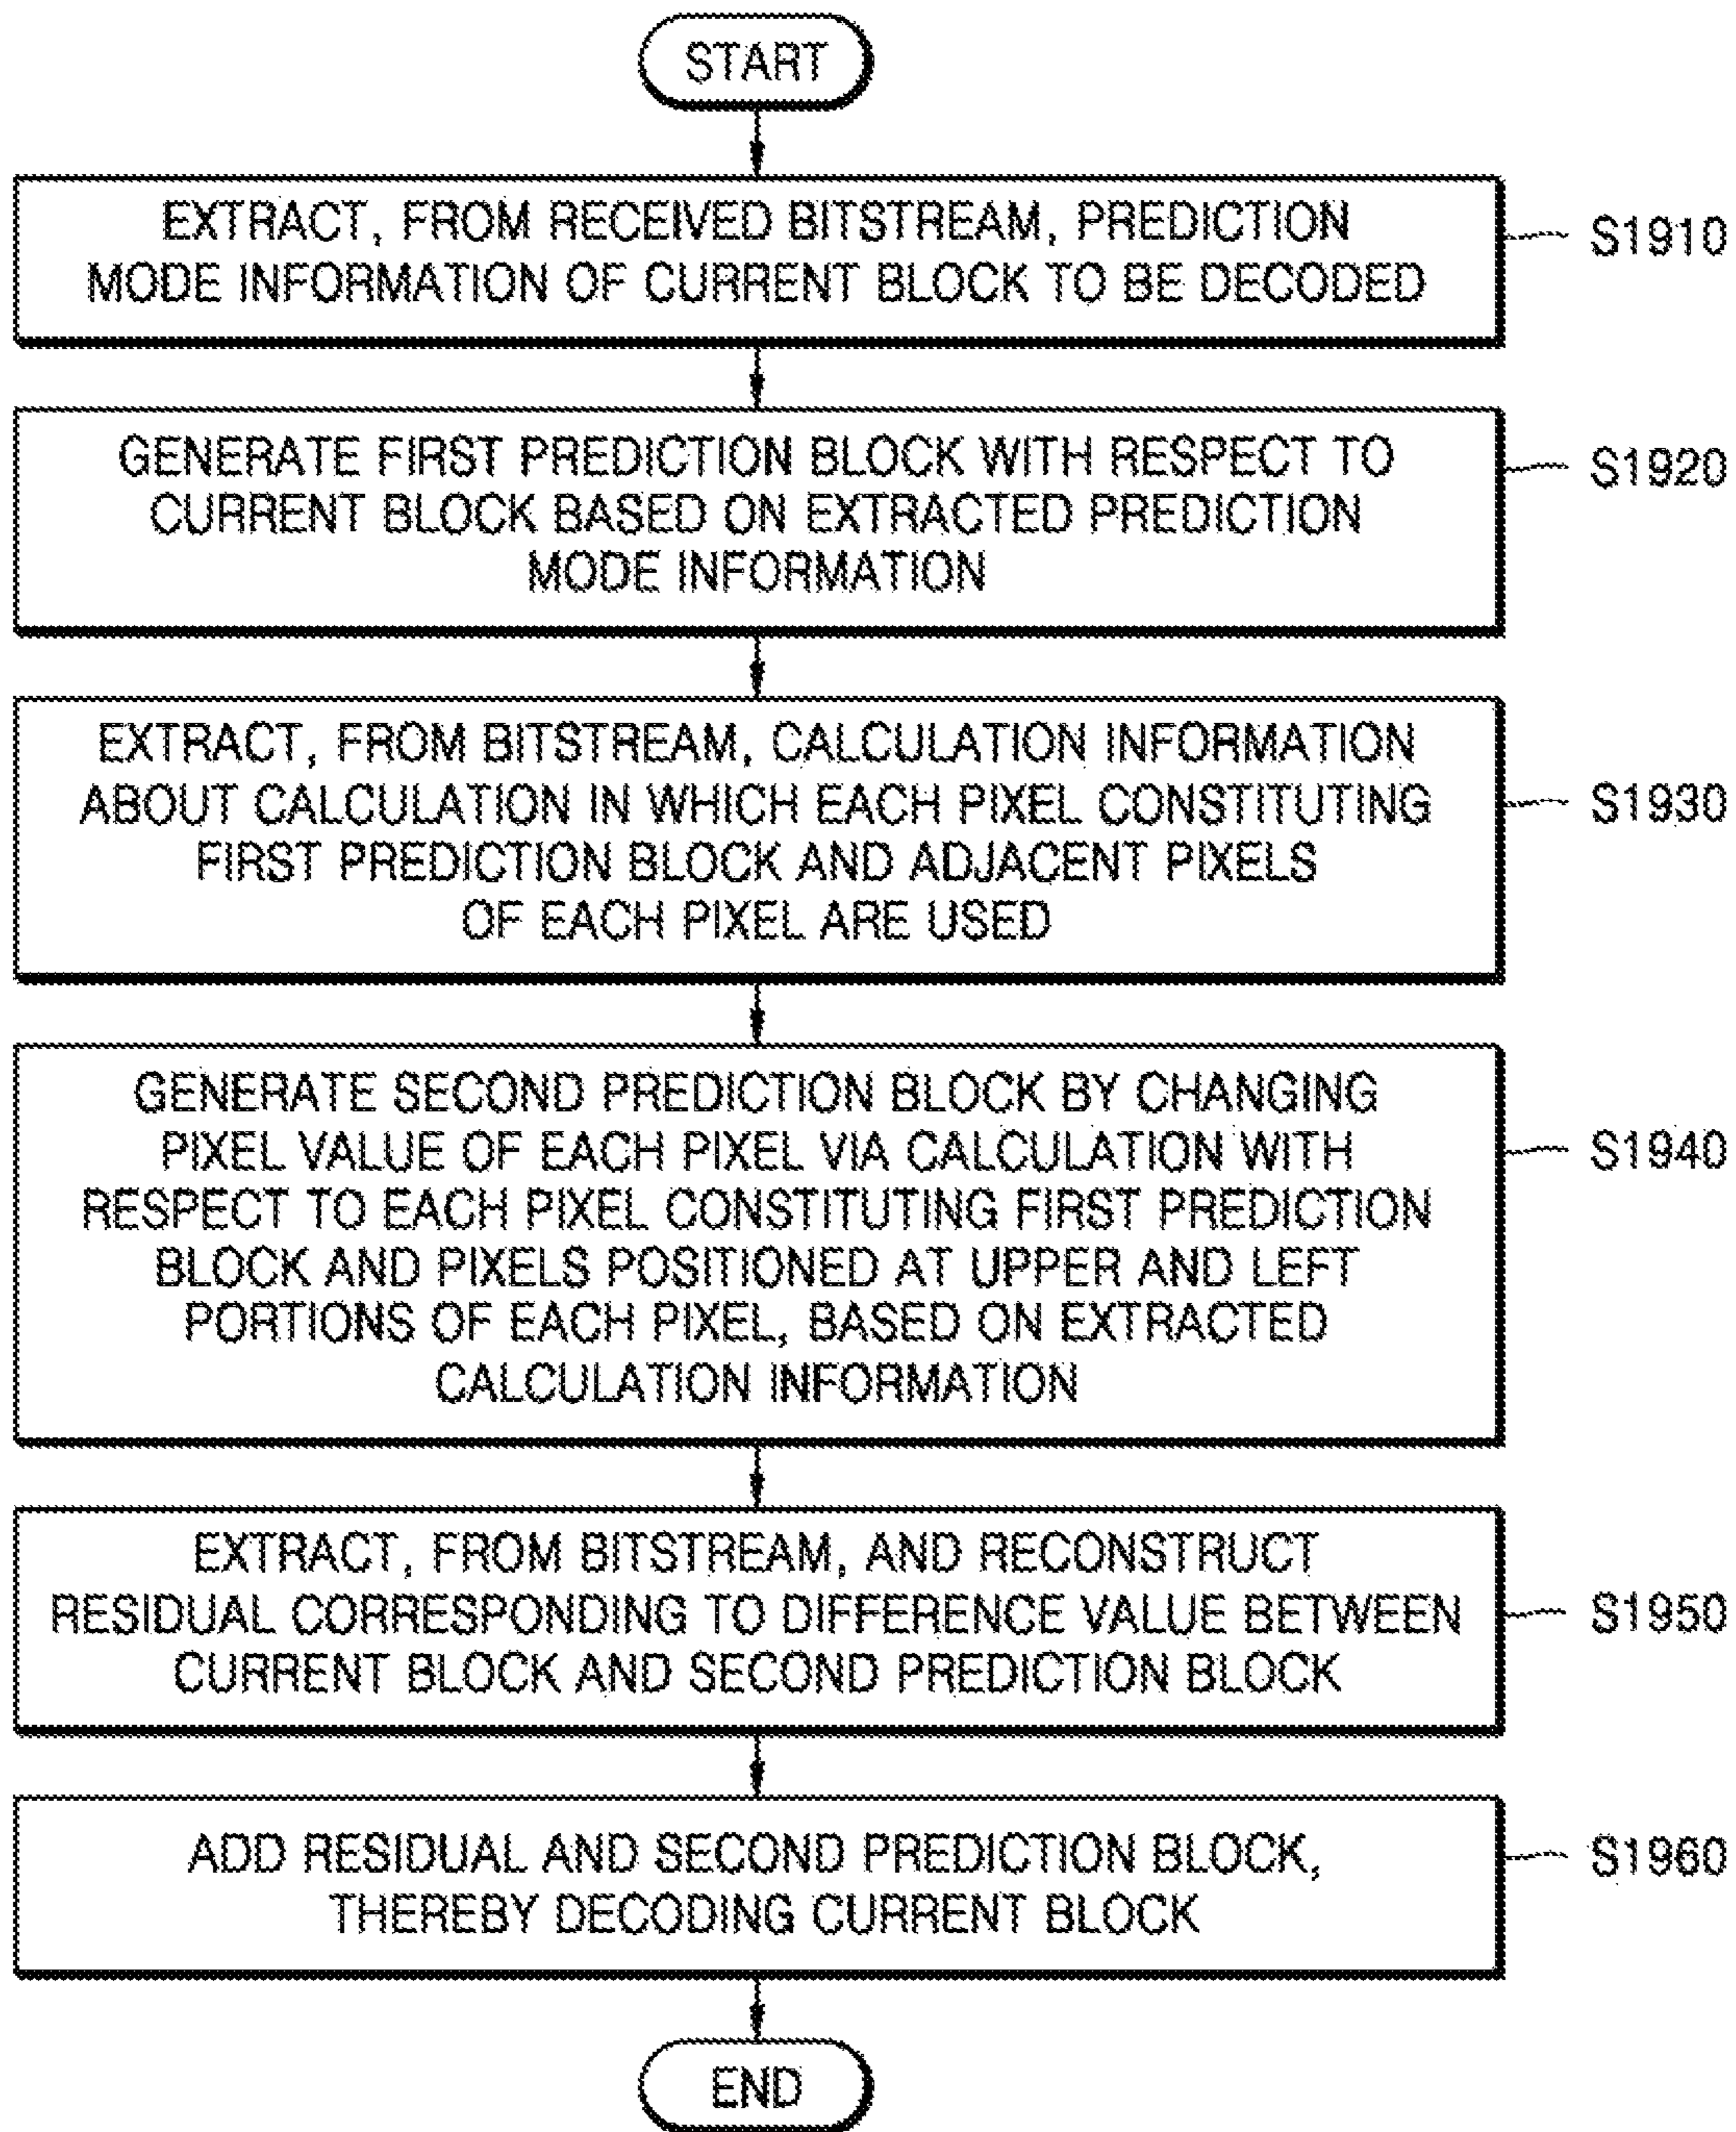 START
EXTRACT, FROM RECEIVED BITSTREAM, PREDICTION
MODE INFORMATION OF CURRENT BLOCK TO BE DECODED
S1910
GENERATE FIRST PREDICTION BLOCK WITH RESPECT TO
CURRENT BLOCK BASED ON EXTRACTED PREDICTION
MODE INFORMATION
S1920
EXTRACT, FROM BITSTREAM, CALCULATION INFORMATION
ABOUT CALCULATION IN WHICH EACH PIXEL CONSTITUTING
FIRST PREDICTION BLOCK AND ADJACENT PIXELS
OF EACH PIXEL ARE USED
S1930
GENERATE SECOND PREDICTION BLOCK BY CHANGING
PIXEL VALUE OF EACH PIXEL VIA CALCULATION WITH
RESPECT TO EACH PIXEL CONSTITUTING FIRST PREDICTION
BLOCK AND PIXELS POSITIONED AT UPPER AND LEFT
PORTIONS OF EACH PIXEL, BASED ON EXTRACTED
CALCULATION INFORMATION
S1940
EXTRACT, FROM BITSTREAM, AND RECONSTRUCT
RESIDUAL CORRESPONDING TO DIFFERENCE VALUE BETWEEN
CURRENT BLOCK AND SECOND PREDICTION BLOCK
S1950
ADD RESIDUAL AND SECOND PREDICTION BLOCK,
THEREBY DECODING CURRENT BLOCK
S1960
END